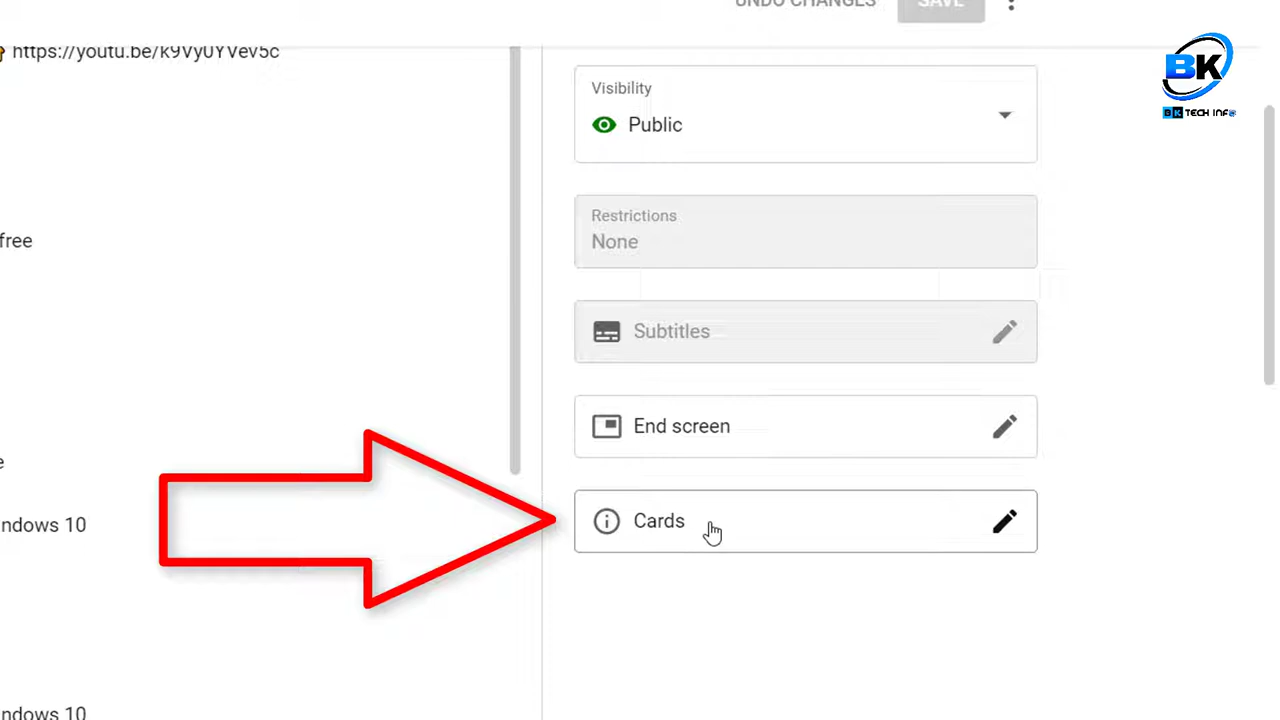 UNDO CHANGES
SAVE
https://youtu.be/k9Vy0YVev5c
BK
BK TECH INFO
Visibility
Public
free
Restrictions
None
Subtitles
End screen
e
ndows 10
Cards
ndows 10